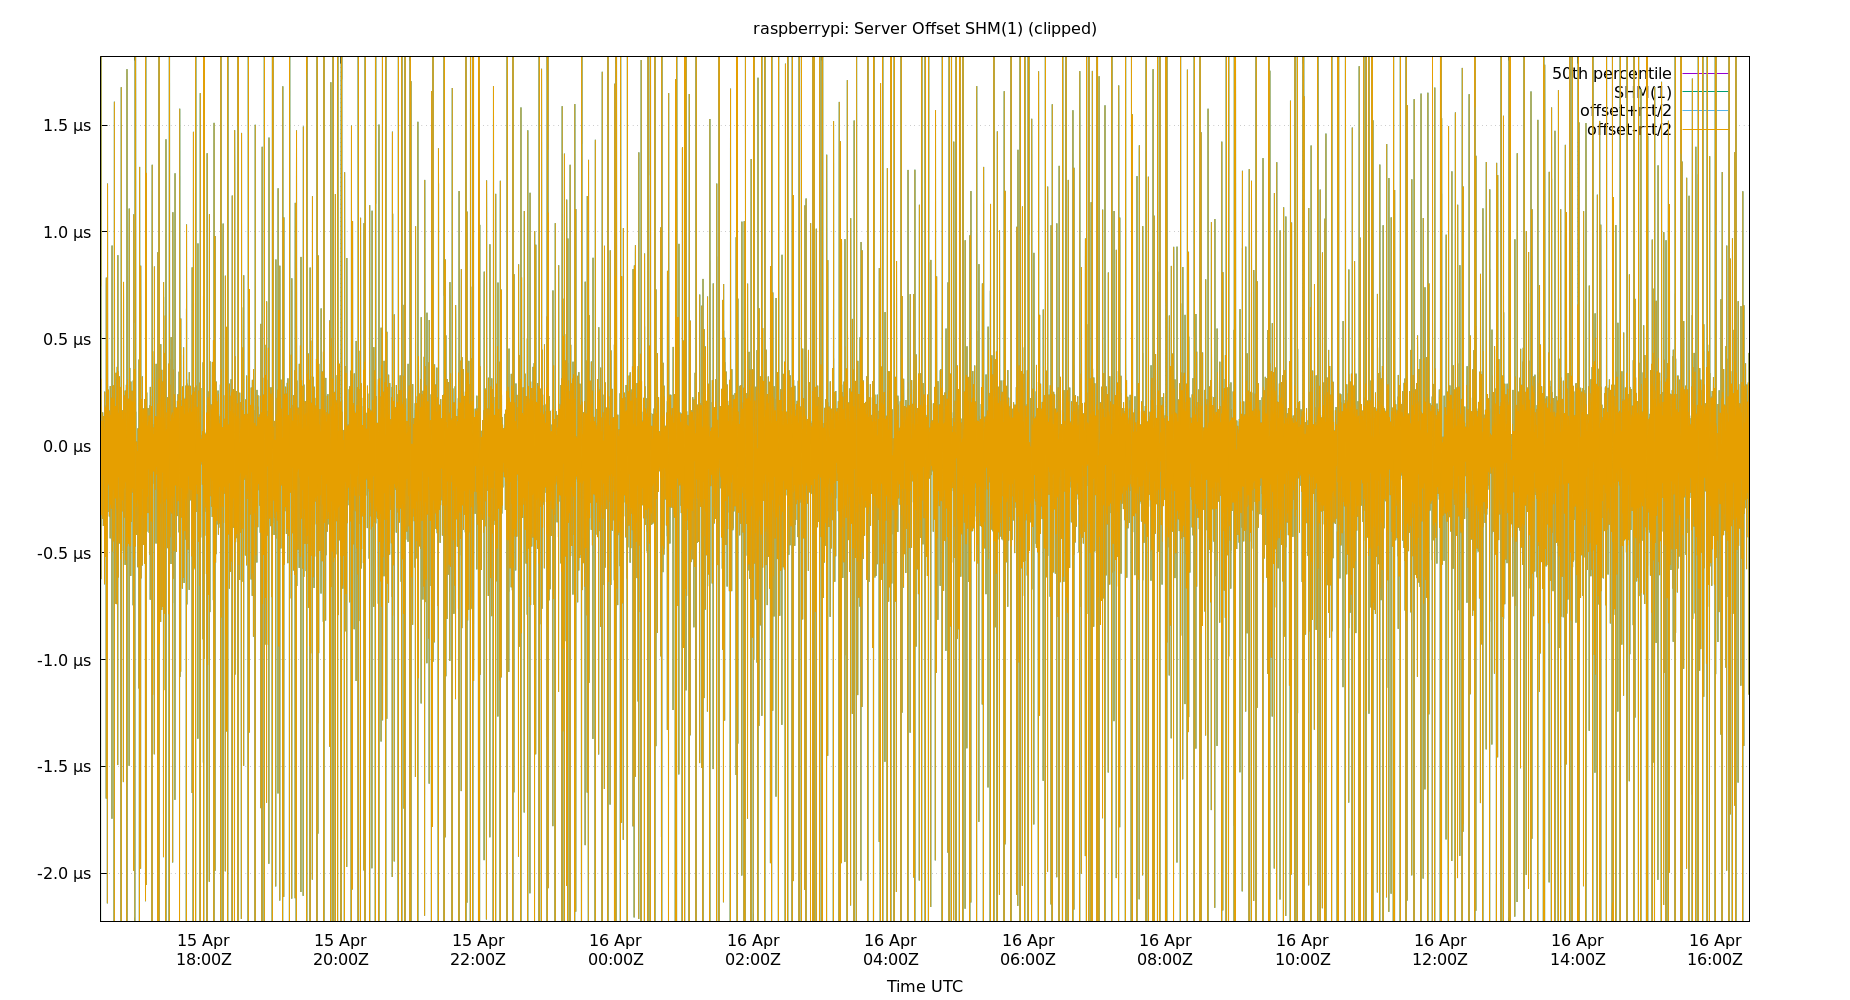 raspberrypi: Server Offset SHM(1) (clipped)
50th percentile
SHM(1)
offset+rtt/2
offset-rtt/2
1.5 µs
1.0 µs
0.5 µs
0.0 µs
-0.5 µs
-1.0 µs
-1.5 µs
-2.0 µs
15 Apr 15 Apr 15 Apr 16 Apr 16 Apr 16 Apr 16 Apr 16 Apr 16 Apr 16 Apr 16 Apr 16 Apr
18:00Z 20:00Z 22:00Z 00:00Z 02:00Z 04:00Z 06:00Z 08:00Z 10:00Z 12:00Z 14:00Z 16:00Z
Time UTC